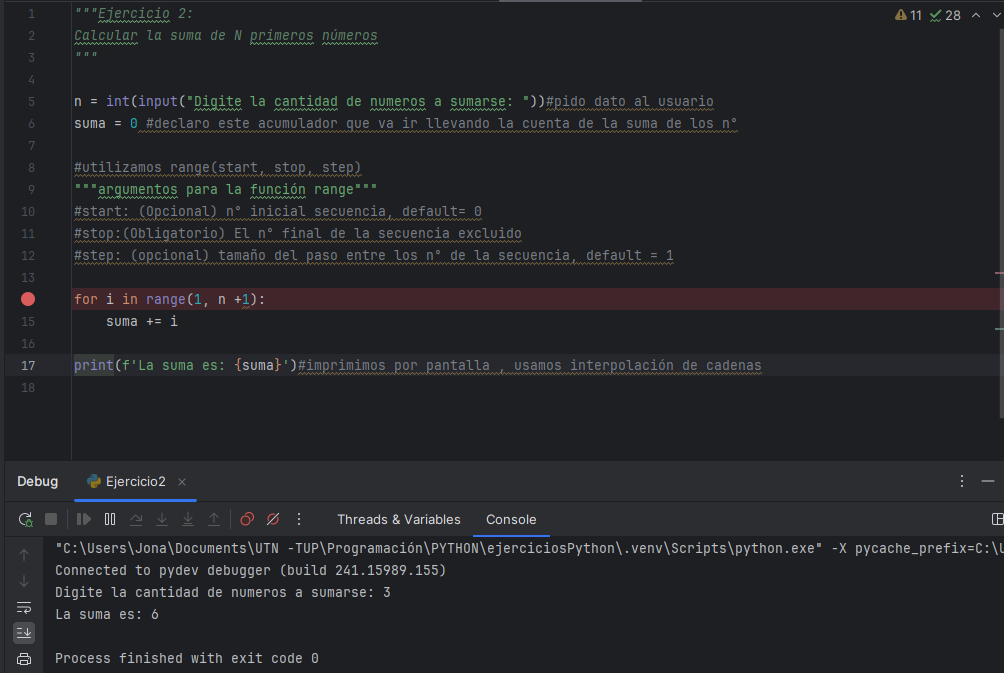 1 """Ejercicio 2:
2 Calcular la suma de N primeros números
3 """
4
5 n = int(input("Digite la cantidad de numeros a sumarse: "))#pido dato al usuario
6 suma = 0 #declaro este acumulador que va ir llevando la cuenta de la suma de los n°
7
8 #utilizamos range(start, stop, step)
9 """argumentos para la función range"""
10 #start: (Opcional) n° inicial secuencia, default= 0
11 #stop:(Obligatorio) El n° final de la secuencia excluido
12 #step: (opcional) tamaño del paso entre los n° de la secuencia, default = 1
13
for i in range(1, n +1):
15     suma += i
16
17 print(f'La suma es: {suma}')#imprimimos por pantalla , usamos interpolación de cadenas
18
11 28
Debug Ejercicio2
Threads & Variables Console
"C:\Users\Jona\Documents\UTN -TUP\Programación\PYTHON\ejerciciosPython\.venv\Scripts\python.exe" -X pycache_prefix=C:\U
Connected to pydev debugger (build 241.15989.155)
Digite la cantidad de numeros a sumarse: 3
La suma es: 6
Process finished with exit code 0